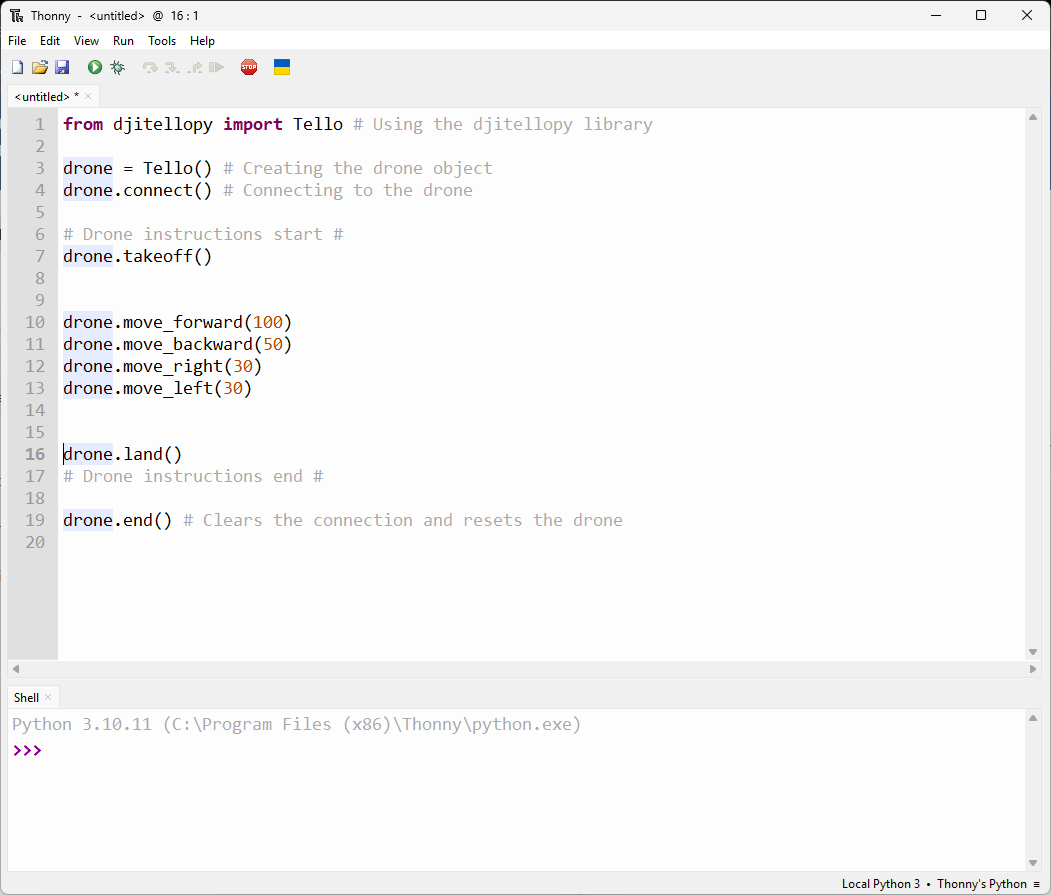 Thonny - <untitled> @ 16 : 1
File Edit View Run Tools Help
STOP
<untitled> * ×
1 from djitellopy import Tello # Using the djitellopy library
2
3 drone = Tello() # Creating the drone object
4 drone.connect() # Connecting to the drone
5
6 # Drone instructions start #
7 drone.takeoff()
8
9
10 drone.move_forward(100)
11 drone.move_backward(50)
12 drone.move_right(30)
13 drone.move_left(30)
14
15
16 drone.land()
17 # Drone instructions end #
18
19 drone.end() # Clears the connection and resets the drone
20
Shell ×
Python 3.10.11 (C:\Program Files (x86)\Thonny\python.exe)
>>>
Local Python 3 • Thonny's Python ≡